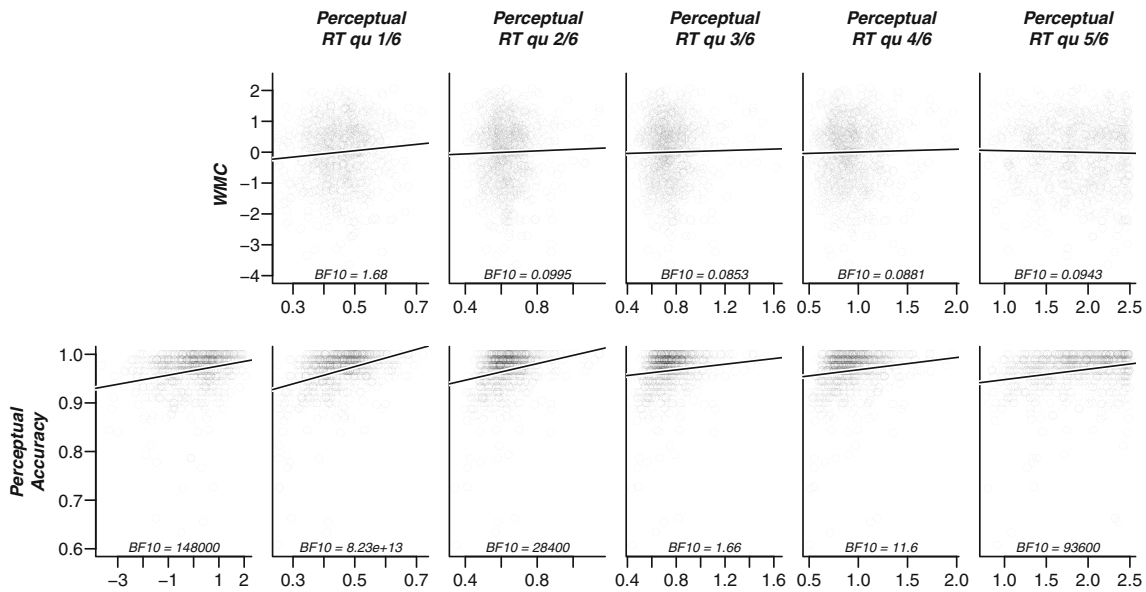 Perceptual Perceptual Perceptual Perceptual Perceptual
RT qu 1/6 RT qu 2/6 RT qu 3/6 RT qu 4/6 RT qu 5/6
2
1
0
−1
−2
−3
−4
WMC
BF10 = 1.68 BF10 = 0.0995 BF10 = 0.0853 BF10 = 0.0881 BF10 = 0.0943
0.3 0.5 0.7 0.4 0.8 0.4 0.8 1.2 1.6 0.5 1.0 1.5 2.0 1.0 1.5 2.0 2.5
1.0
0.9
0.8
0.7
0.6
Perceptual
Accuracy
BF10 = 148000 BF10 = 8.23e+13 BF10 = 28400 BF10 = 1.66 BF10 = 11.6 BF10 = 93600
−3 −1 0 1 2 0.3 0.5 0.7 0.4 0.8 0.4 0.8 1.2 1.6 0.5 1.0 1.5 2.0 1.0 1.5 2.0 2.5